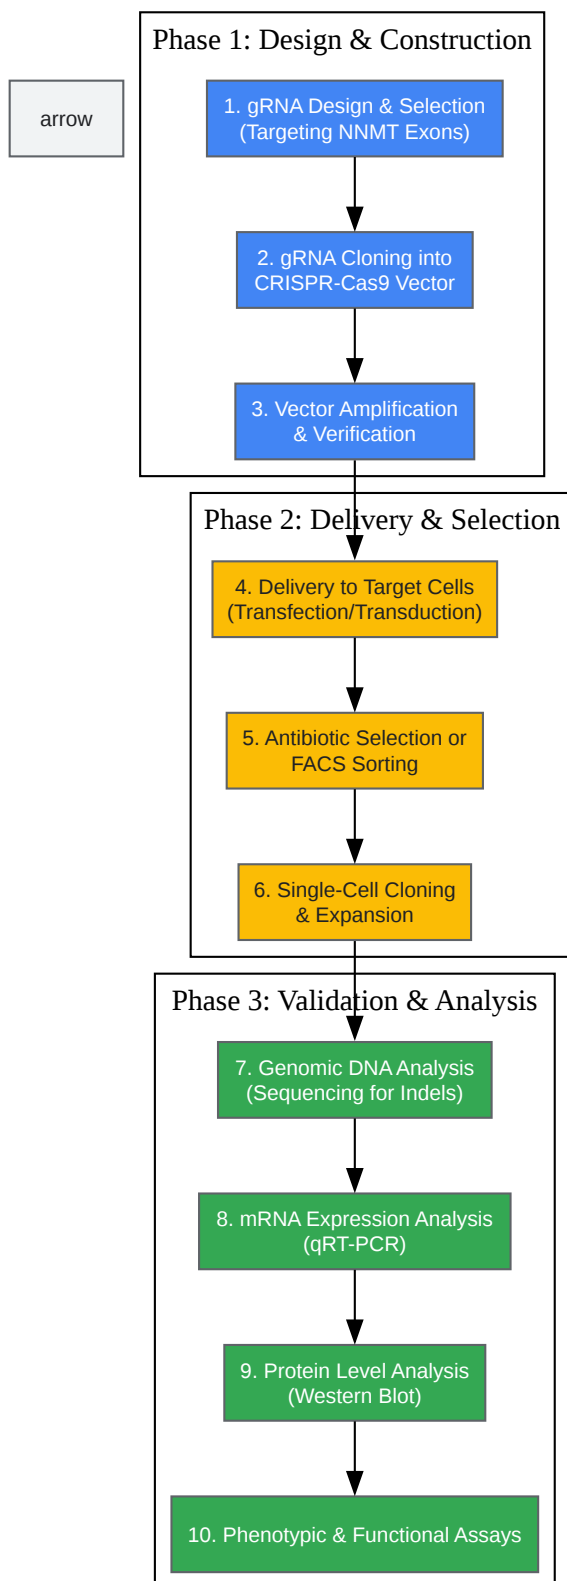 Phase 1: Design & Construction
arrow
1. gRNA Design & Selection
(Targeting NNMT Exons)
2. gRNA Cloning into
CRISPR-Cas9 Vector
3. Vector Amplification
& Verification
Phase 2: Delivery & Selection
4. Delivery to Target Cells
(Transfection/Transduction)
5. Antibiotic Selection or
FACS Sorting
6. Single-Cell Cloning
& Expansion
Phase 3: Validation & Analysis
7. Genomic DNA Analysis
(Sequencing for Indels)
8. mRNA Expression Analysis
(qRT-PCR)
9. Protein Level Analysis
(Western Blot)
10. Phenotypic & Functional Assays